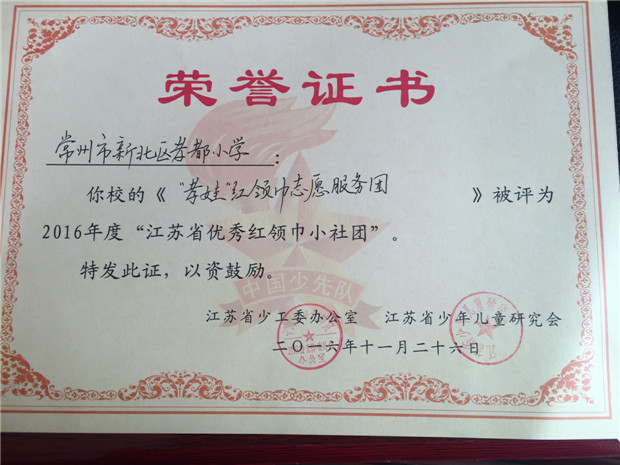 荣誉证书
常州市新北区孝都小学：
你校的《“孝娃”红领巾志愿服务团》被评为
2016年度“江苏省优秀红领巾小社团”。
特发此证，以资鼓励。
中国少先队
江苏省少工委办公室 江苏省少年儿童研究会
二〇一六年十一月二十六日
办公室